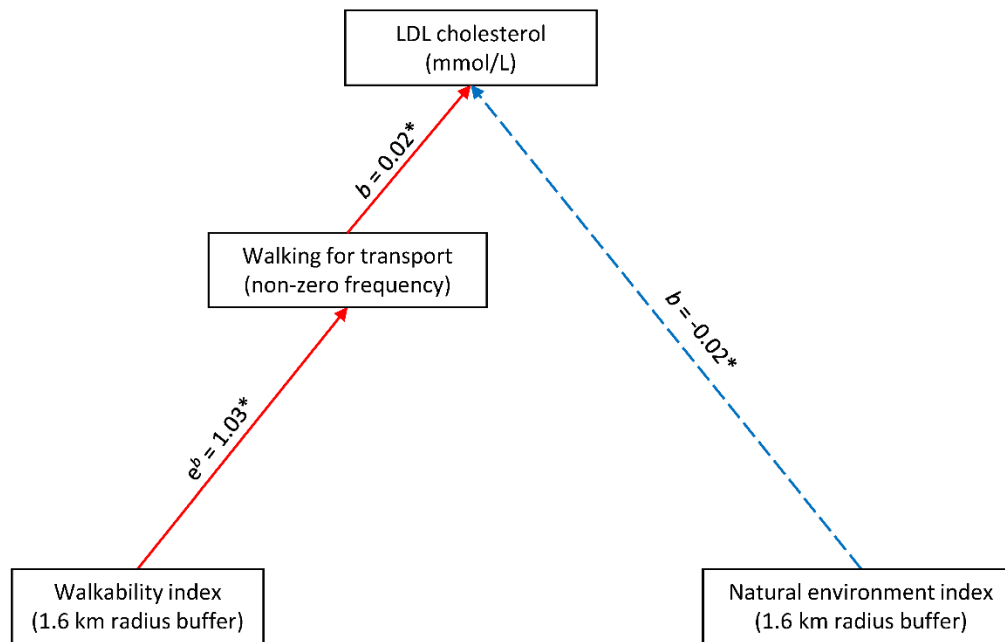 LDL cholesterol
(mmol/L)
b = 0.02*
Walking for transport
(non-zero frequency)
b = -0.02*
eᵇ = 1.03*
Walkability index
(1.6 km radius buffer)
Natural environment index
(1.6 km radius buffer)